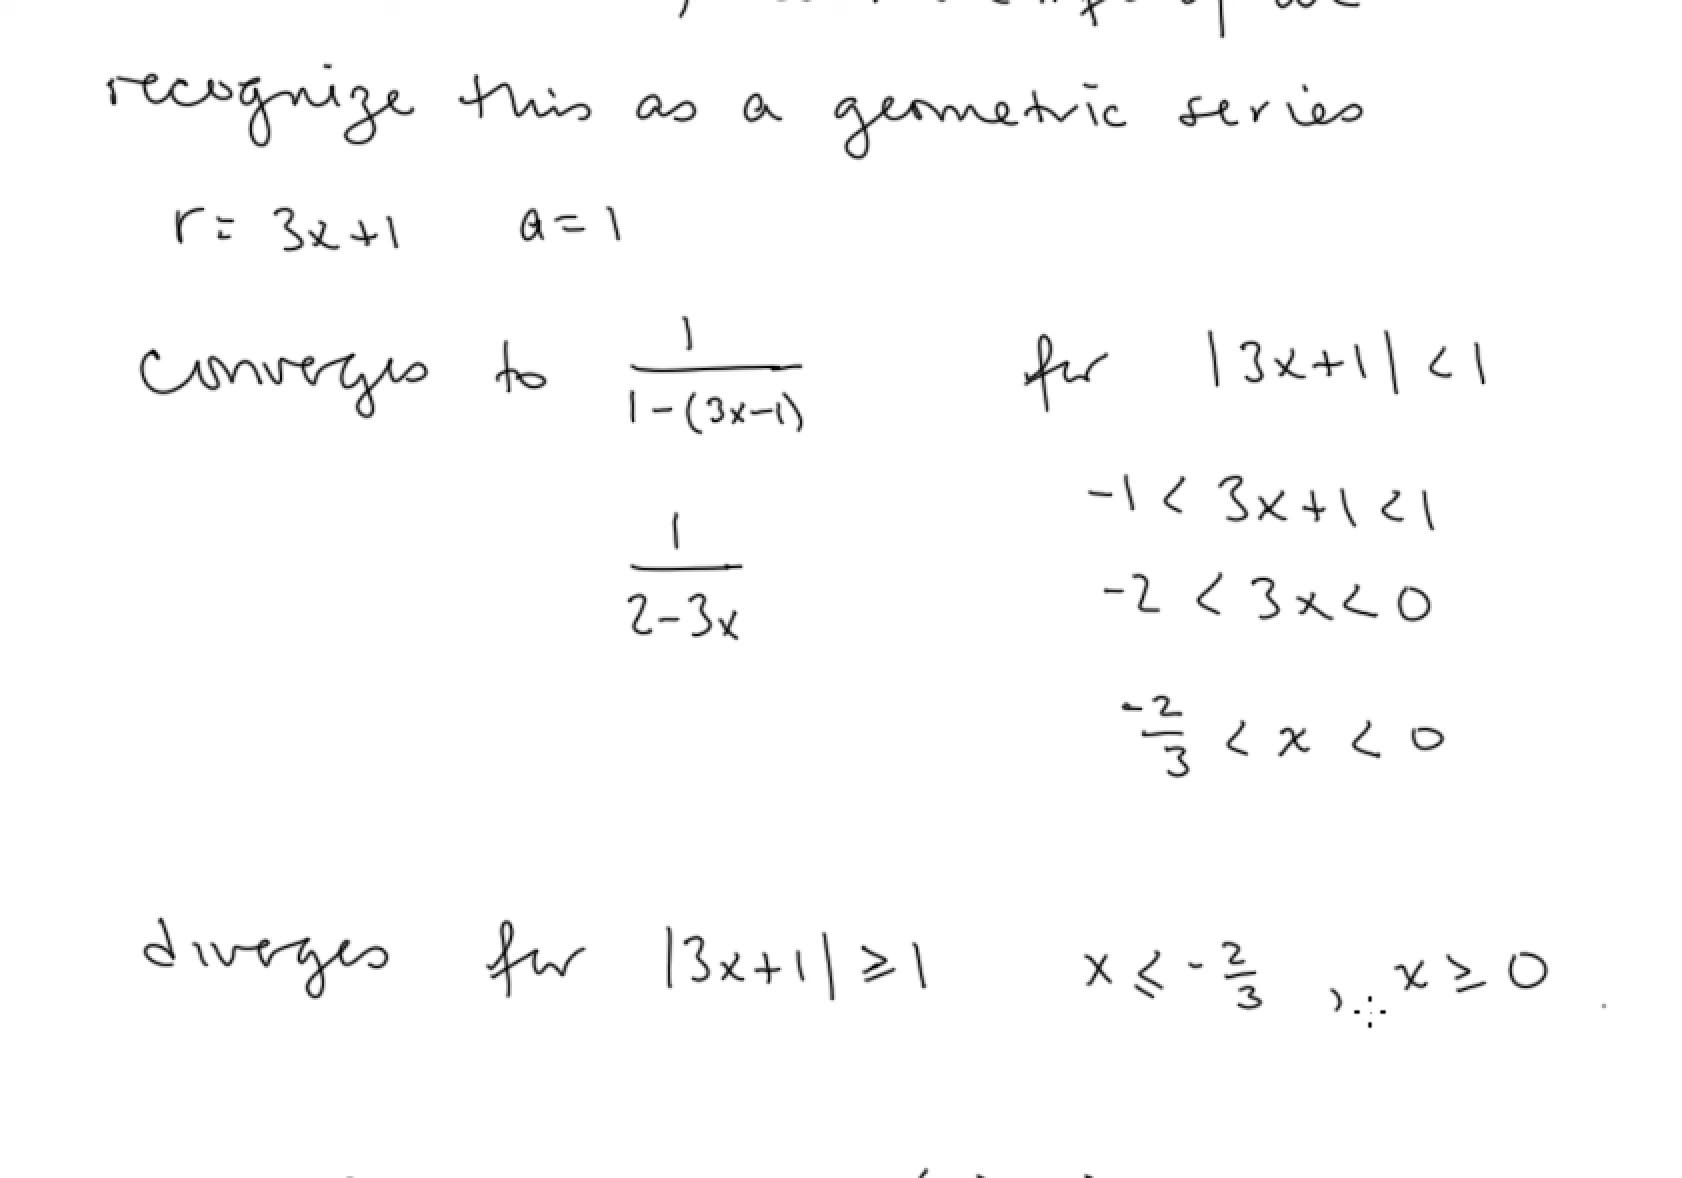 recognize this as a geometric series
r = 3x+1 a = 1
converges to 1/(1-(3x-1)) for |3x+1| < 1
-1 < 3x+1 < 1
1/(2-3x)
-2 < 3x < 0
-2/3 < x < 0
diverges for |3x+1| ≥ 1 x ≤ -2/3 , x ≥ 0